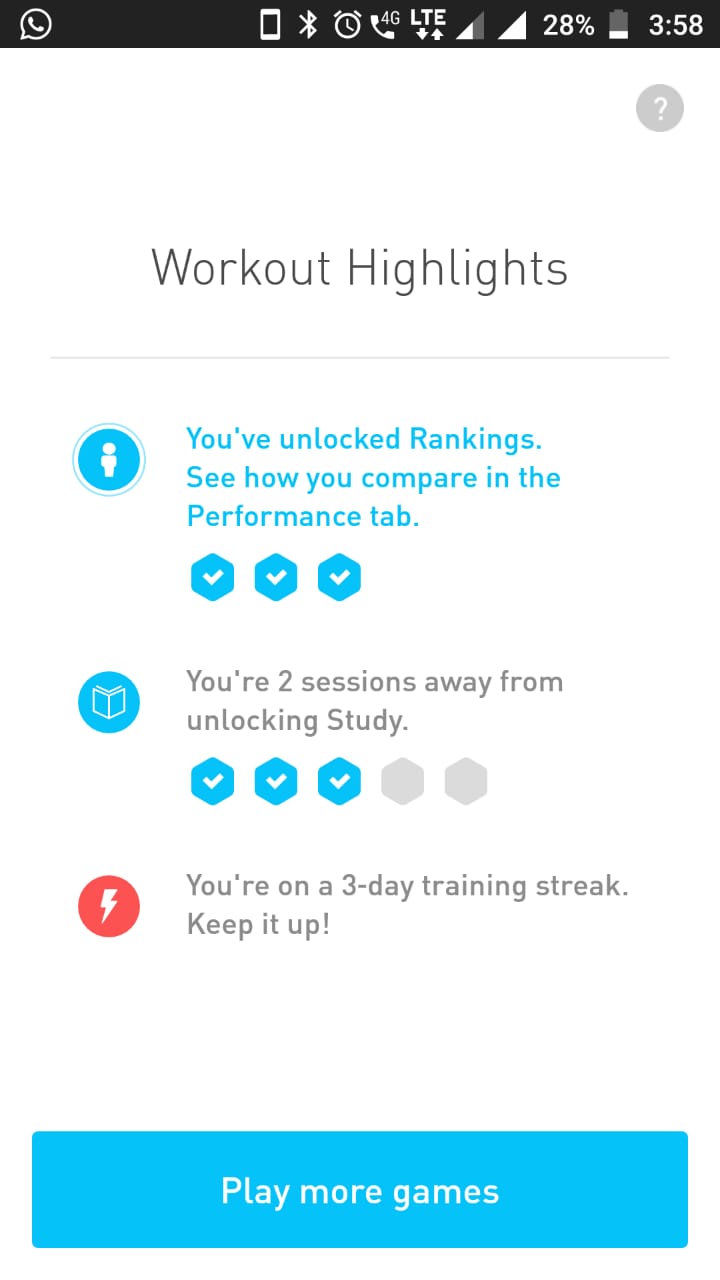 4G LTE 28% 3:58
?
Workout Highlights
You've unlocked Rankings.
See how you compare in the
Performance tab.
You're 2 sessions away from
unlocking Study.
You're on a 3-day training streak.
Keep it up!
Play more games